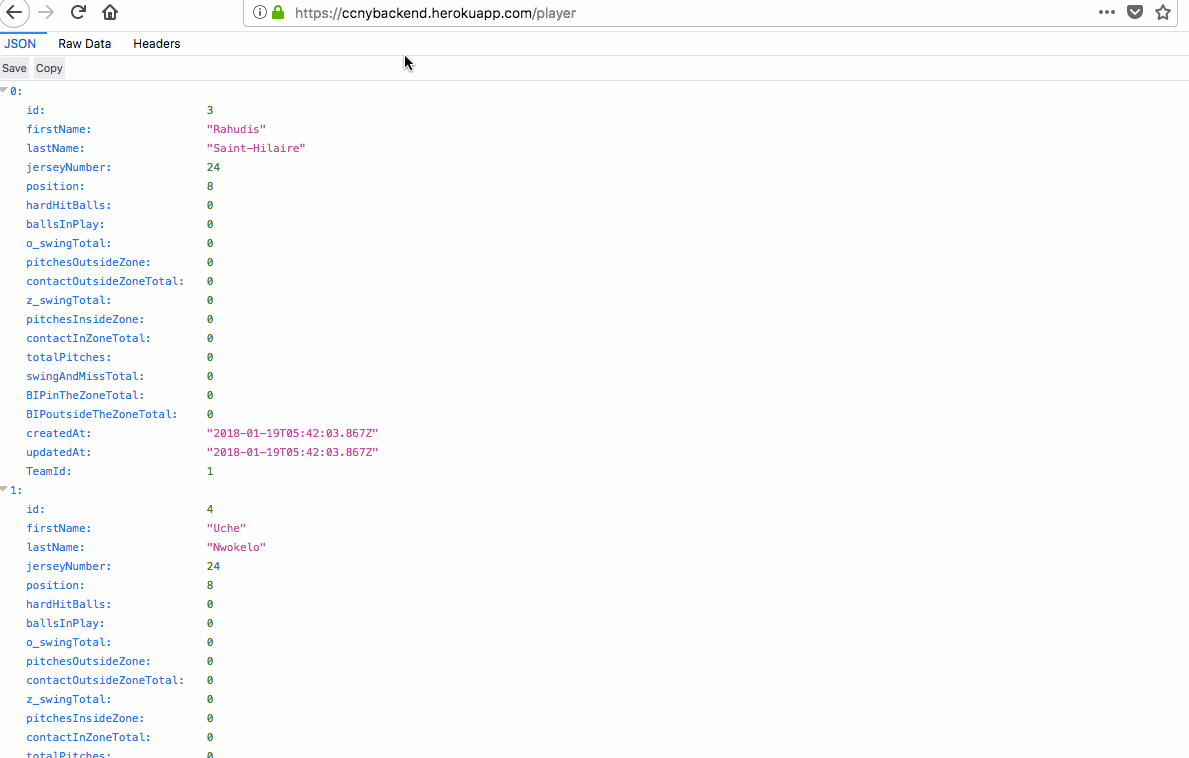 https://ccnybackend.herokuapp.com/player
JSON Raw Data Headers
Save Copy
0:
id: 3
firstName: "Rahudis"
lastName: "Saint-Hilaire"
jerseyNumber: 24
position: 8
hardHitBalls: 0
ballsInPlay: 0
o_swingTotal: 0
pitchesOutsideZone: 0
contactOutsideZoneTotal: 0
z_swingTotal: 0
pitchesInsideZone: 0
contactInZoneTotal: 0
totalPitches: 0
swingAndMissTotal: 0
BIPinTheZoneTotal: 0
BIPoutsideTheZoneTotal: 0
createdAt: "2018-01-19T05:42:03.867Z"
updatedAt: "2018-01-19T05:42:03.867Z"
TeamId: 1
1:
id: 4
firstName: "Uche"
lastName: "Nwokelo"
jerseyNumber: 24
position: 8
hardHitBalls: 0
ballsInPlay: 0
o_swingTotal: 0
pitchesOutsideZone: 0
contactOutsideZoneTotal: 0
z_swingTotal: 0
pitchesInsideZone: 0
contactInZoneTotal: 0
totalPitches: 0